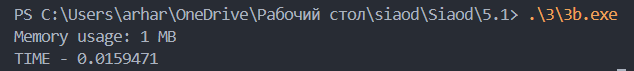 PS C:\Users\arhar\OneDrive\Рабочий стол\siaod\Siaod\5.1> .\3\3b.exe
Memory usage: 1 MB
TIME - 0.0159471